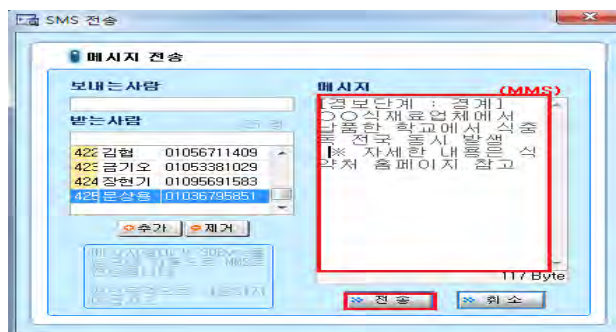 SMS 전송
메시지 전송
보내는사람
메시지
(MMS)
받는사람
422 김협 01056711409
423 금기오 01053381029
424 장현기 01095691583
425 문상용 01036795851
추가
제거
[경보단계 : 경계]
○○식재료업체에서
납품한 학교에서 식중
독 전국 동시 발생
※ 자세한 내용은 식
약처 홈페이지 참고
117 Byte
전송
취소